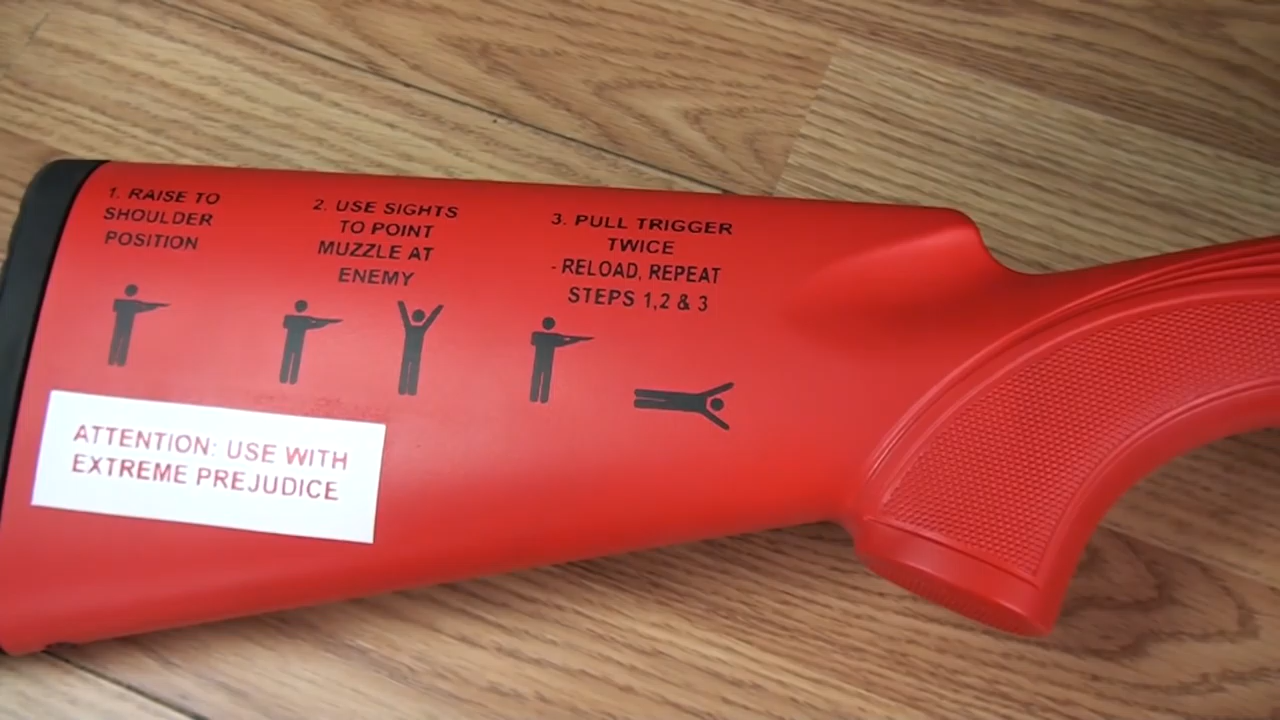 1. RAISE TO
SHOULDER
POSITION
2. USE SIGHTS
TO POINT
MUZZLE AT
ENEMY
3. PULL TRIGGER
TWICE
- RELOAD, REPEAT
STEPS 1,2 & 3
ATTENTION: USE WITH
EXTREME PREJUDICE